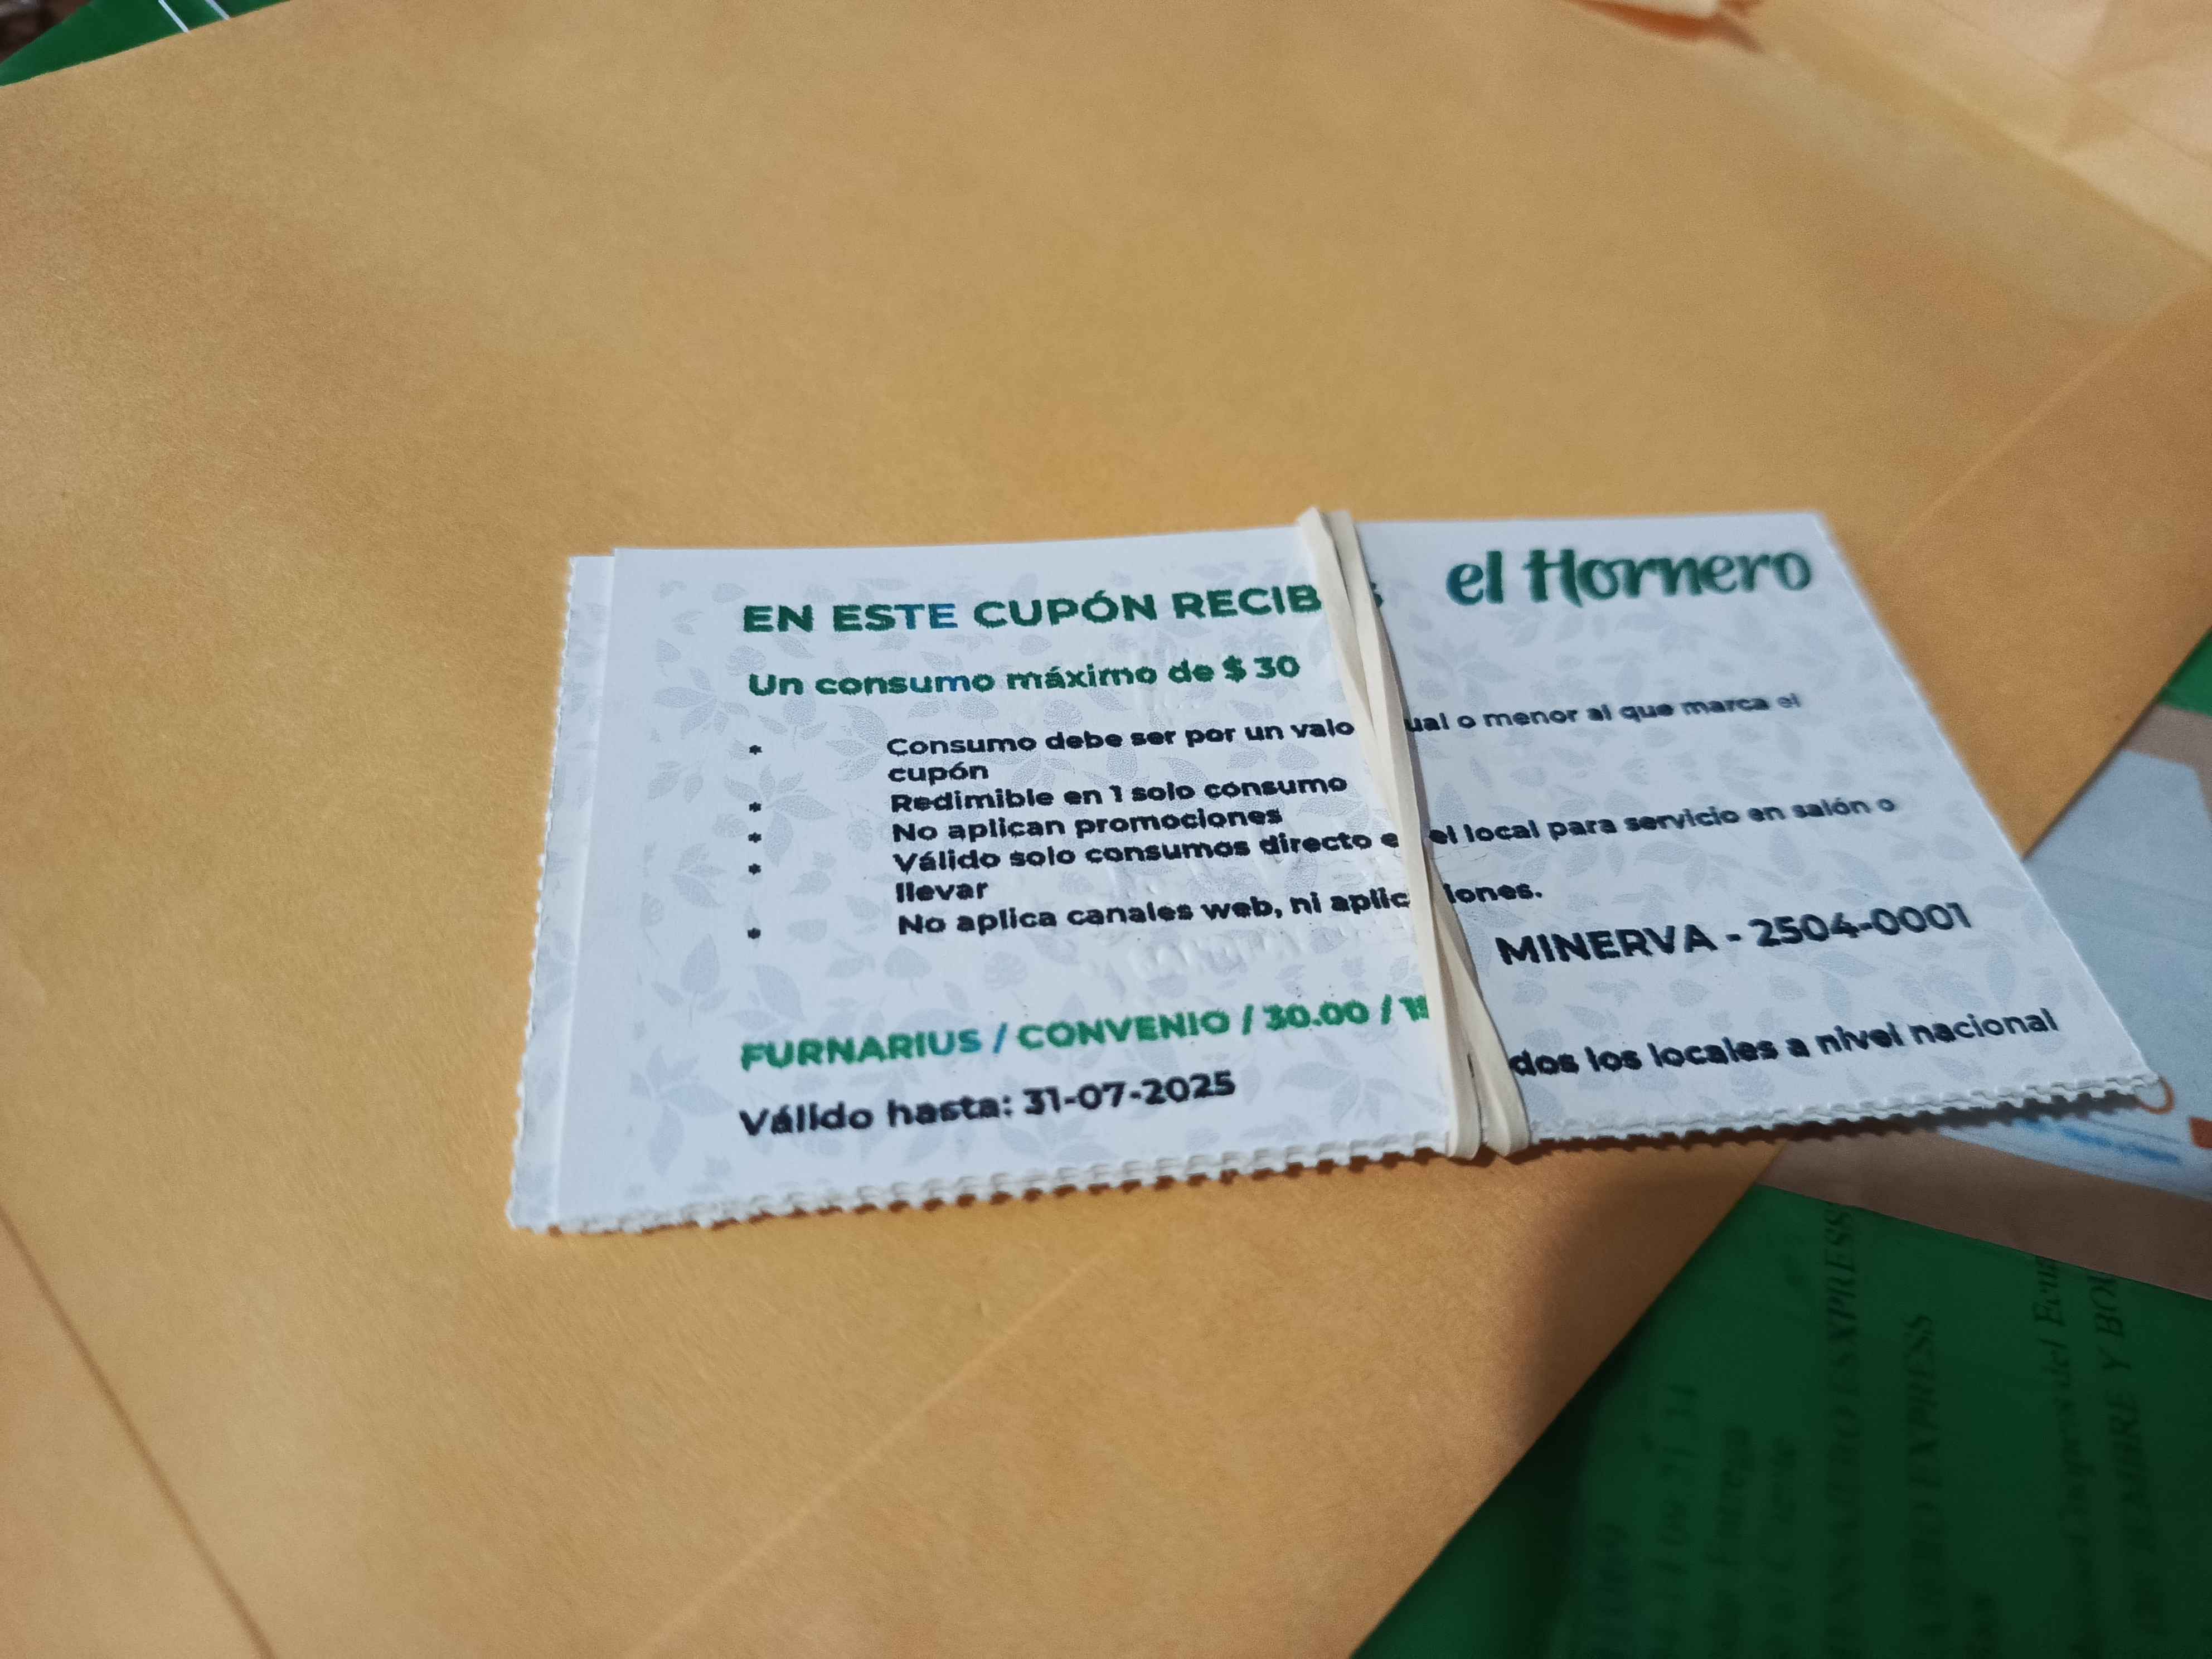 EN ESTE CUPÓN RECIB
el Hornero
Un consumo máximo de $ 30
* Consumo debe ser por un valo ual o menor al que marca el
cupón
* Redimible en 1 solo consumo
* No aplican promociones
* Válido solo consumos directo e el local para servicio en salón o
llevar
* No aplica canales web, ni aplic iones.
MINERVA - 2504-0001
FURNARIUS / CONVENIO / 30.00 /
dos los locales a nivel nacional
Válido hasta: 31-07-2025
EXPRESS